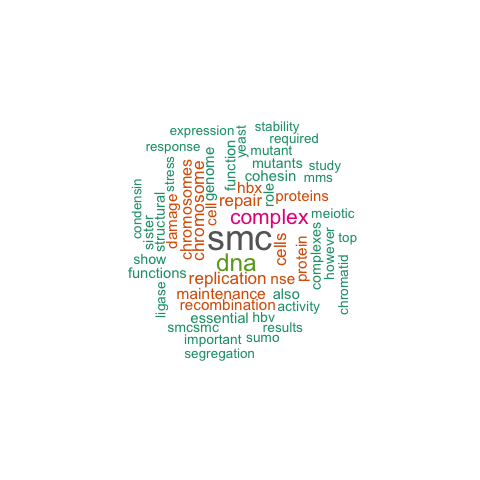 stability
expression
yeast
required
response
mutant
function
mutants
study
stress
genome
chromosomes
chromosome
cohesin
mms
hbx
role
condensin
structural
damage
cell
repair
proteins
sister
complex
meiotic
smc
cells
complexes
however
top
show
dna
protein
chromatid
functions
replication
nse
ligase
maintenance
also
recombination
activity
essential
hbv
smcsmc
results
important
sumo
segregation